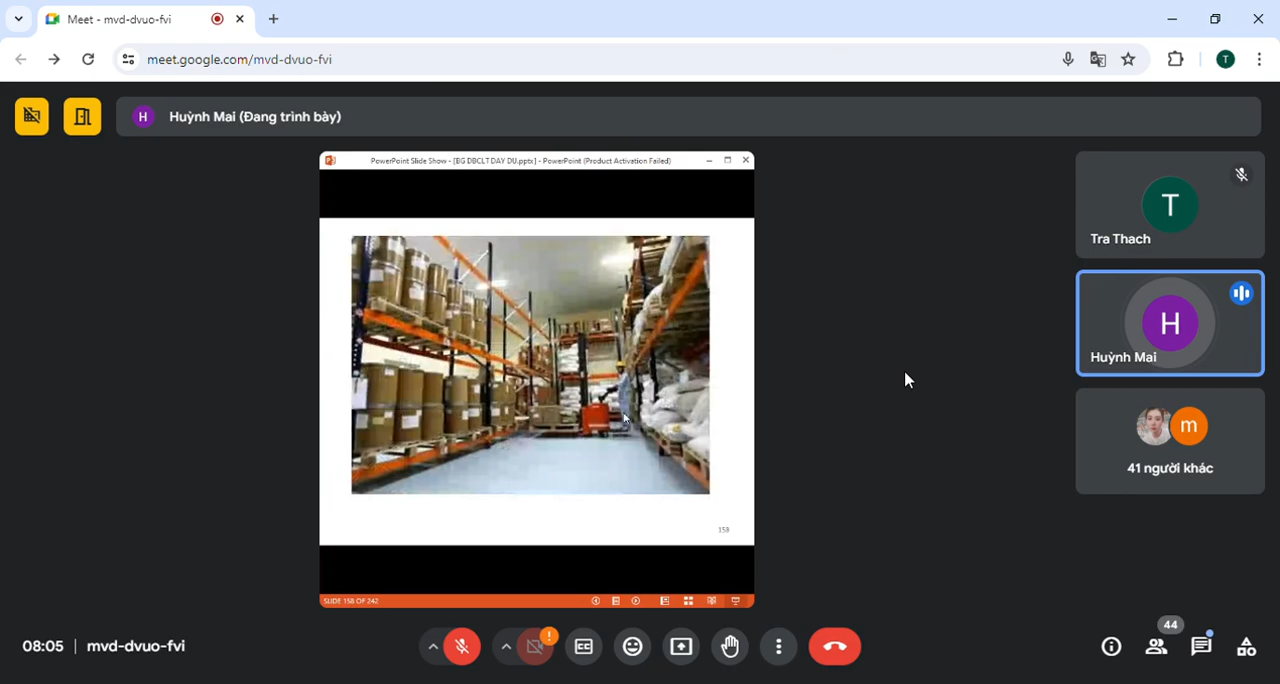 Meet - mvd-dvuo-fvi
meet.google.com/mvd-dvuo-fvi
T
H
Huỳnh Mai (Đang trình bày)
PowerPoint Slide Show - [BG DBCLT DAY DU.pptx] - PowerPoint (Product Activation Failed)
T
Tra Thach
H
Huỳnh Mai
m
41 người khác
158
SLIDE 158 OF 242
08:05 | mvd-dvuo-fvi
44